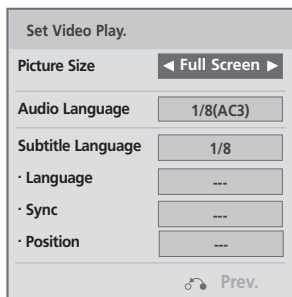 Set Video Play.
Picture Size ◀ Full Screen ▶
Audio Language 1/8(AC3)
Subtitle Language 1/8
· Language ---
· Sync ---
· Position ---
Prev.